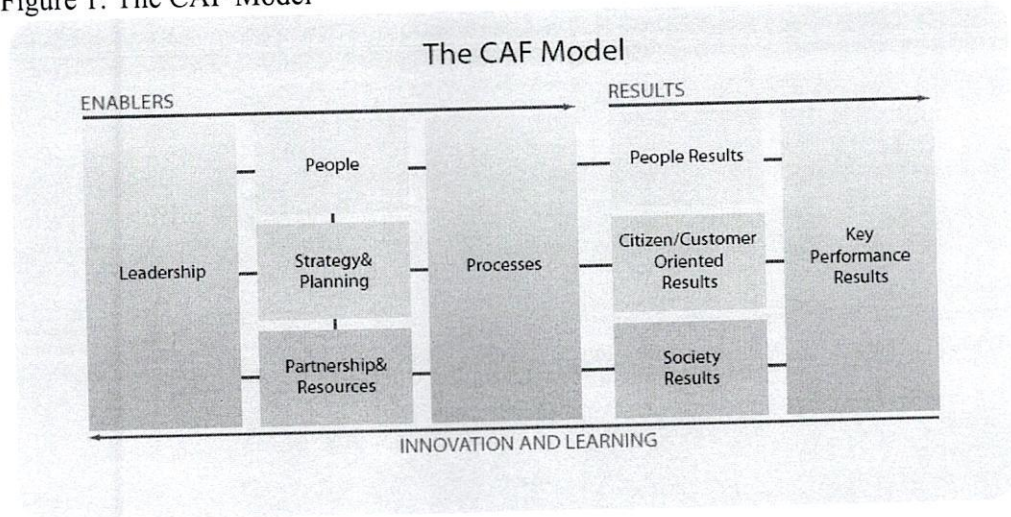 Figure 1: The CAF Model
The CAF Model
ENABLERS
RESULTS
People
People Results
Leadership
Strategy&
Planning
Processes
Citizen/Customer
Oriented
Results
Key
Performance
Results
Partnership&
Resources
Society
Results
INNOVATION AND LEARNING